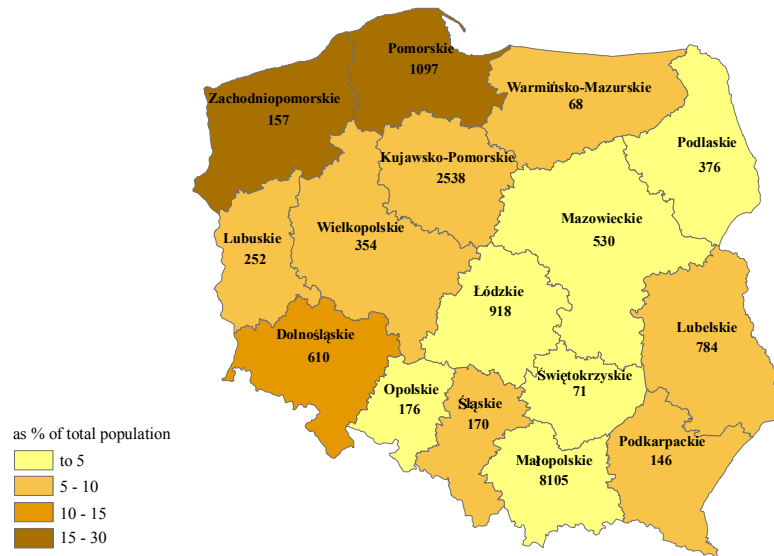 Pomorskie
1097
Zachodniopomorskie
157
Warmińsko-Mazurskie
68
Podlaskie
376
Kujawsko-Pomorskie
2538
Mazowieckie
530
Wielkopolskie
354
Lubuskie
252
Łódzkie
918
Lubelskie
784
Dolnośląskie
610
Opolskie
176
Śląskie
170
Świętokrzyskie
71
Podkarpackie
146
Małopolskie
8105
as % of total population
to 5
5 - 10
10 - 15
15 - 30